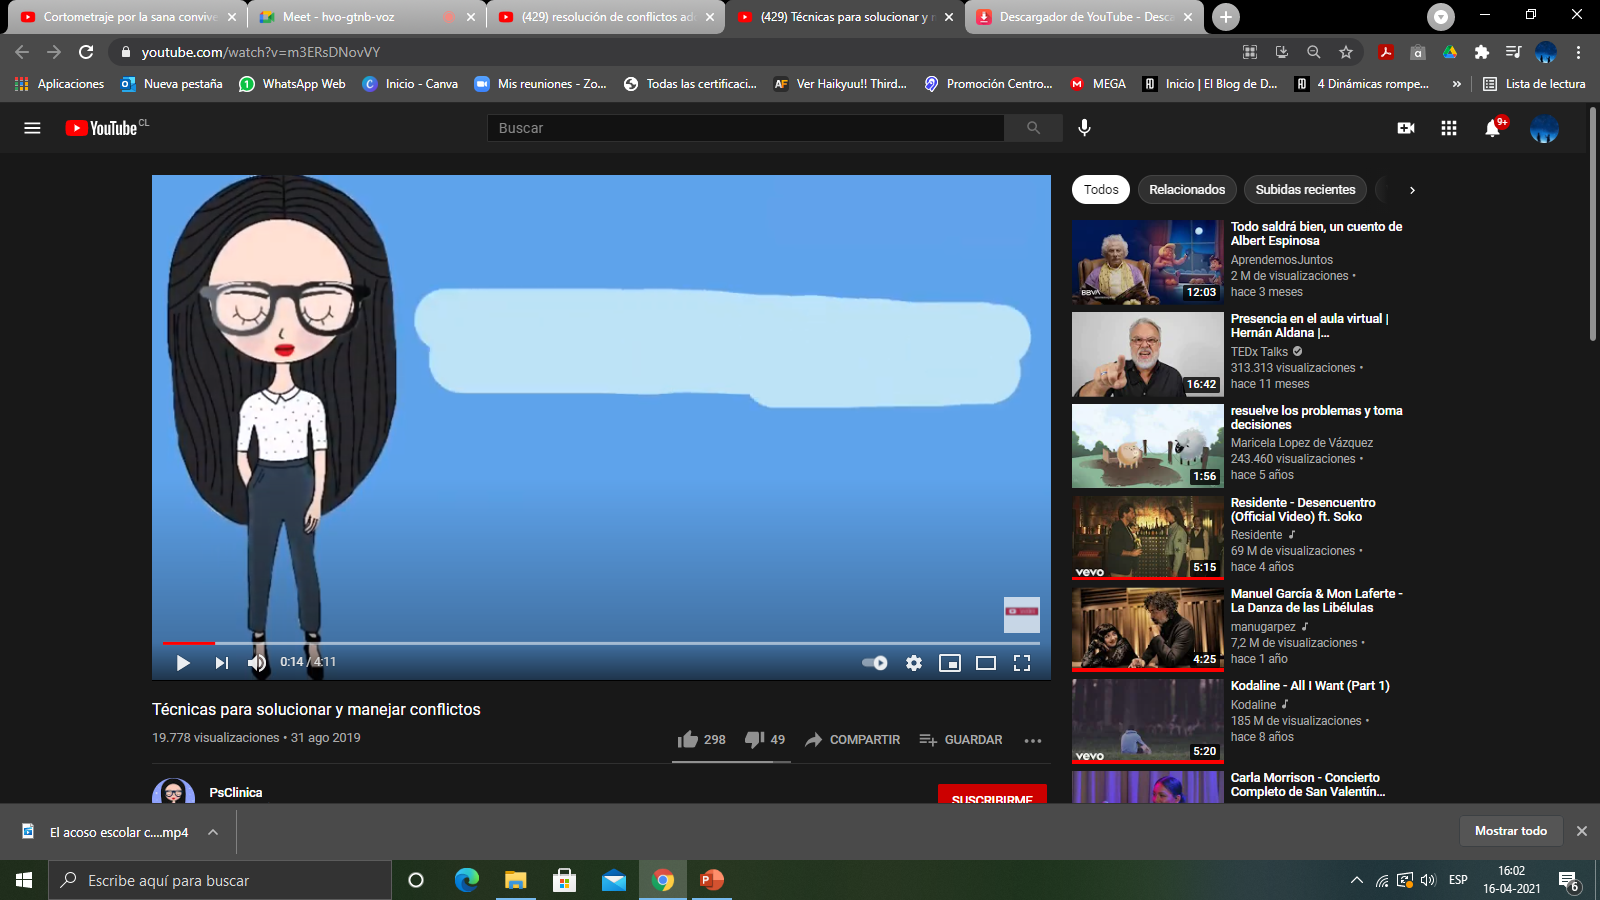 Cortometraje por la sana convive
Meet - hvo-gtnb-voz
(429) resolución de conflictos ad
(429) Técnicas para solucionar y
Descargador de YouTube - Desca
youtube.com/watch?v=m3ERsDNovVY
Aplicaciones
Nueva pestaña
WhatsApp Web
Inicio - Canva
Mis reuniones - Zo...
Todas las certificaci...
Ver Haikyuu!! Third...
Promoción Centro...
MEGA
Inicio | El Blog de D...
4 Dinámicas rompe...
»
Lista de lectura
YouTube CL
Buscar
9+
Todos
Relacionados
Subidas recientes
0:14 / 4:11
Técnicas para solucionar y manejar conflictos
19.778 visualizaciones • 31 ago 2019
298
49
COMPARTIR
GUARDAR
PsClinica
SUSCRIBIRME
BBVA
12:03
Todo saldrá bien, un cuento de
Albert Espinosa
AprendemosJuntos
2 M de visualizaciones •
hace 3 meses
16:42
Presencia en el aula virtual |
Hernán Aldana |...
TEDx Talks
313.313 visualizaciones •
hace 11 meses
1:56
resuelve los problemas y toma
decisiones
Maricela Lopez de Vázquez
243.460 visualizaciones •
hace 5 años
vevo
5:15
Residente - Desencuentro
(Official Video) ft. Soko
Residente
69 M de visualizaciones •
hace 4 años
4:25
Manuel García & Mon Laferte -
La Danza de las Libélulas
manugarpez
7,2 M de visualizaciones •
hace 1 año
vevo
5:20
Kodaline - All I Want (Part 1)
Kodaline
185 M de visualizaciones •
hace 8 años
Carla Morrison - Concierto
Completo de San Valentín...
El acoso escolar c....mp4
Mostrar todo
Escribe aquí para buscar
ESP
16:02
16-04-2021
6